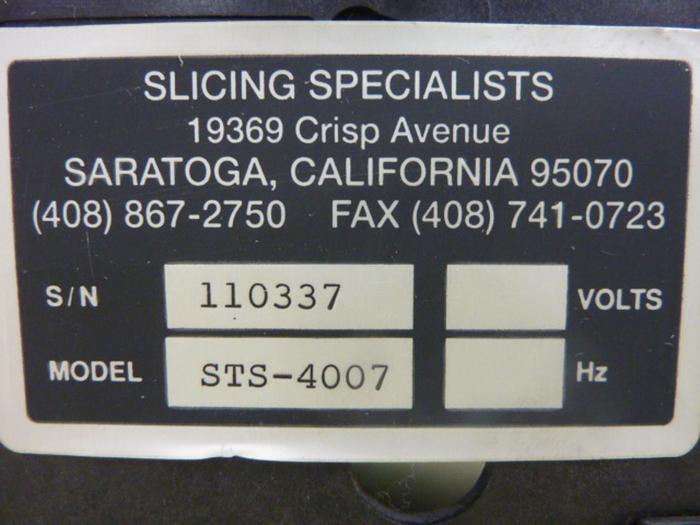 SLICING SPECIALISTS
19369 Crisp Avenue
SARATOGA, CALIFORNIA 95070
(408) 867-2750 FAX (408) 741-0723
S/N 110337 VOLTS
MODEL STS-4007 Hz